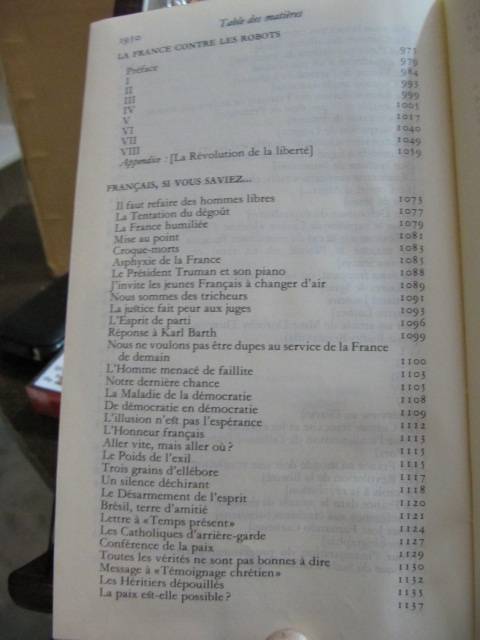 1950
Table des matières
LA FRANCE CONTRE LES ROBOTS
Préface 971
I 979
II 984
III 993
IV 999
V 1005
VI 1017
VII 1040
VIII 1049
Appendice : [La Révolution de la liberté] 1059
FRANÇAIS, SI VOUS SAVIEZ...
Il faut refaire des hommes libres 1075
La Tentation du dégoût 1077
La France humiliée 1079
Mise au point 1081
Croque-morts 1083
Asphyxie de la France 1085
Le Président Truman et son piano 1088
J'invite les jeunes Français à changer d'air 1089
Nous sommes des tricheurs 1091
La justice fait peur aux juges 1093
L'Esprit de parti 1096
Réponse à Karl Barth 1099
Nous ne voulons pas être dupes au service de la France
de demain 1100
L'Homme menacé de faillite 1103
Notre dernière chance 1105
La Maladie de la démocratie 1108
De démocratie en démocratie 1109
L'illusion n'est pas l'espérance 1112
L'Honneur français 1113
Aller vite, mais aller où ? 1115
Le Poids de l'exil 1115
Trois grains d'ellébore 1117
Un silence déchirant 1118
Le Désarmement de l'esprit 1120
Brésil, terre d'amitié 1121
Lettre à «Temps présent» 1124
Les Catholiques d'arrière-garde 1127
Conférence de la paix 1129
Toutes les vérités ne sont pas bonnes à dire 1130
Message à «Témoignage chrétien» 1132
Les Héritiers dépouillés 1135
La paix est-elle possible ? 1137